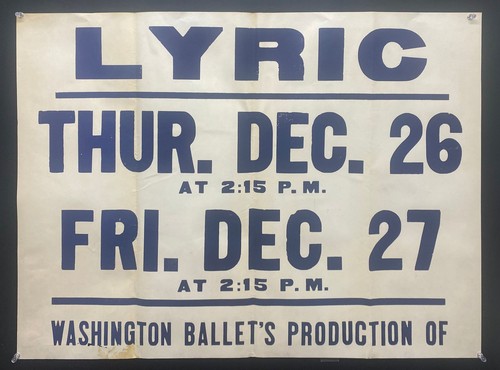 LYRIC
THUR. DEC. 26
AT 2:15 P.M.
FRI. DEC. 27
AT 2:15 P.M.
WASHINGTON BALLET'S PRODUCTION OF